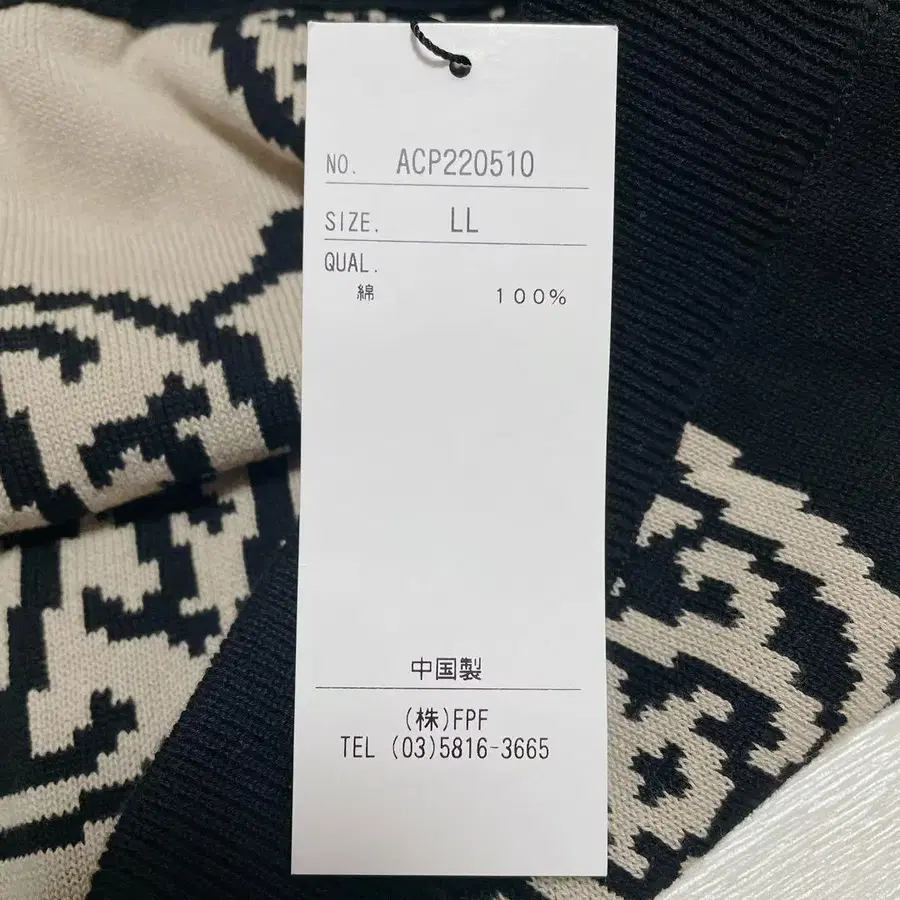 NO. ACP220510
SIZE. LL
QUAL.
綿 100%
中国製
(株)FPF
TEL (03)5816-3665